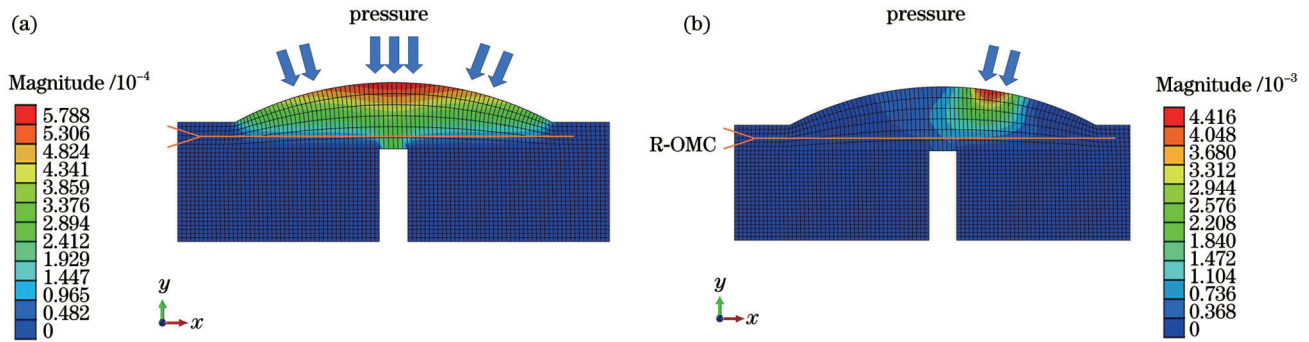 (a)
pressure
Magnitude /10⁻⁴
5.788
5.306
4.824
4.341
3.859
3.376
2.894
2.412
1.929
1.447
0.965
0.482
0
y
x
(b)
pressure
R-OMC
Magnitude /10⁻³
4.416
4.048
3.680
3.312
2.944
2.576
2.208
1.840
1.472
1.104
0.736
0.368
0
y
x